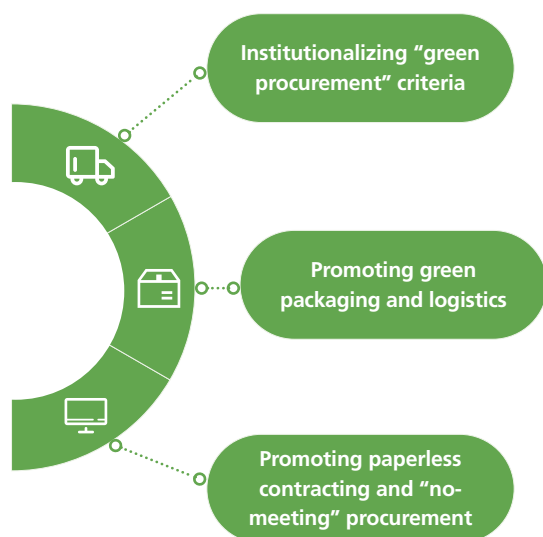 Institutionalizing “green
procurement” criteria
Promoting green
packaging and logistics
Promoting paperless
contracting and “no-
meeting” procurement